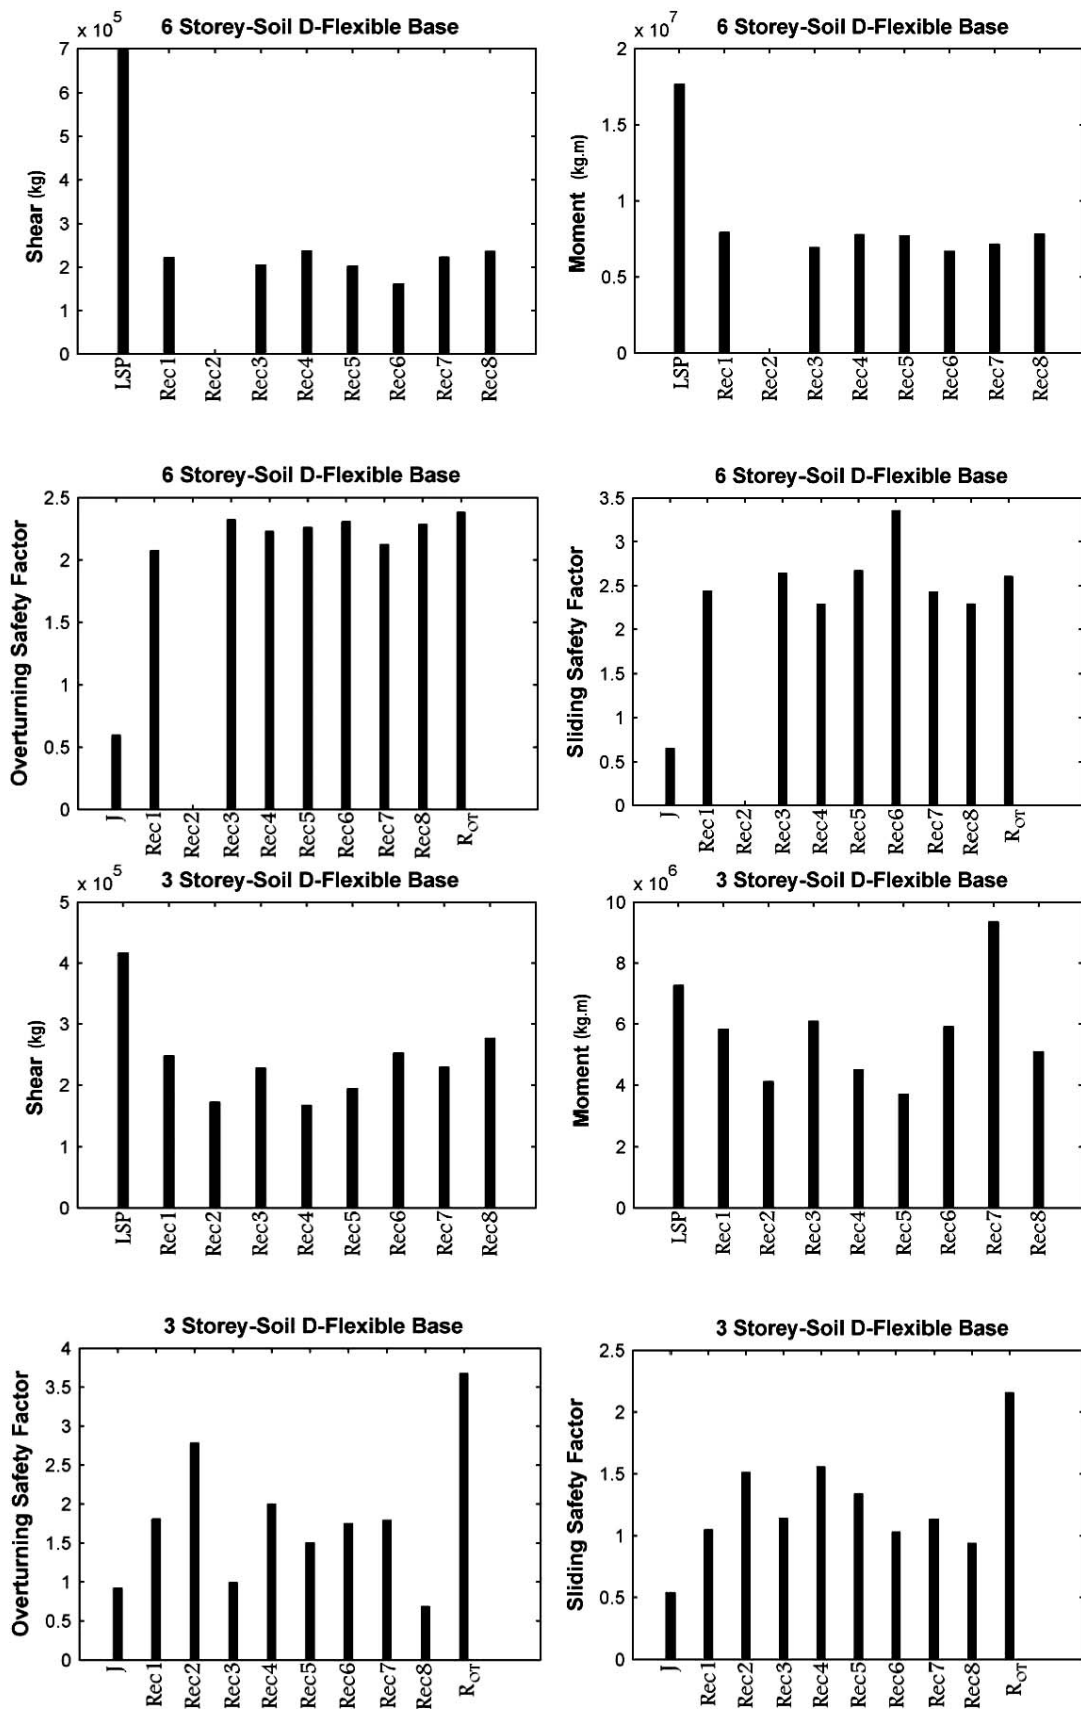 x 10^5
6 Storey-Soil D-Flexible Base
7
6
5
4
3
2
1
0
Shear (kg)
LSP Rec1 Rec2 Rec3 Rec4 Rec5 Rec6 Rec7 Rec8
x 10^7
6 Storey-Soil D-Flexible Base
2
1.5
1
0.5
0
Moment (kg.m)
LSP Rec1 Rec2 Rec3 Rec4 Rec5 Rec6 Rec7 Rec8
6 Storey-Soil D-Flexible Base
2.5
2
1.5
1
0.5
0
Overturning Safety Factor
J Rec1 Rec2 Rec3 Rec4 Rec5 Rec6 Rec7 Rec8 R_OT
6 Storey-Soil D-Flexible Base
3.5
3
2.5
2
1.5
1
0.5
0
Sliding Safety Factor
J Rec1 Rec2 Rec3 Rec4 Rec5 Rec6 Rec7 Rec8 R_OT
x 10^5
3 Storey-Soil D-Flexible Base
5
4
3
2
1
0
Shear (kg)
LSP Rec1 Rec2 Rec3 Rec4 Rec5 Rec6 Rec7 Rec8
x 10^6
3 Storey-Soil D-Flexible Base
10
8
6
4
2
0
Moment (kg.m)
LSP Rec1 Rec2 Rec3 Rec4 Rec5 Rec6 Rec7 Rec8
3 Storey-Soil D-Flexible Base
4
3.5
3
2.5
2
1.5
1
0.5
0
Overturning Safety Factor
J Rec1 Rec2 Rec3 Rec4 Rec5 Rec6 Rec7 Rec8 R_OT
3 Storey-Soil D-Flexible Base
2.5
2
1.5
1
0.5
0
Sliding Safety Factor
J Rec1 Rec2 Rec3 Rec4 Rec5 Rec6 Rec7 Rec8 R_OT